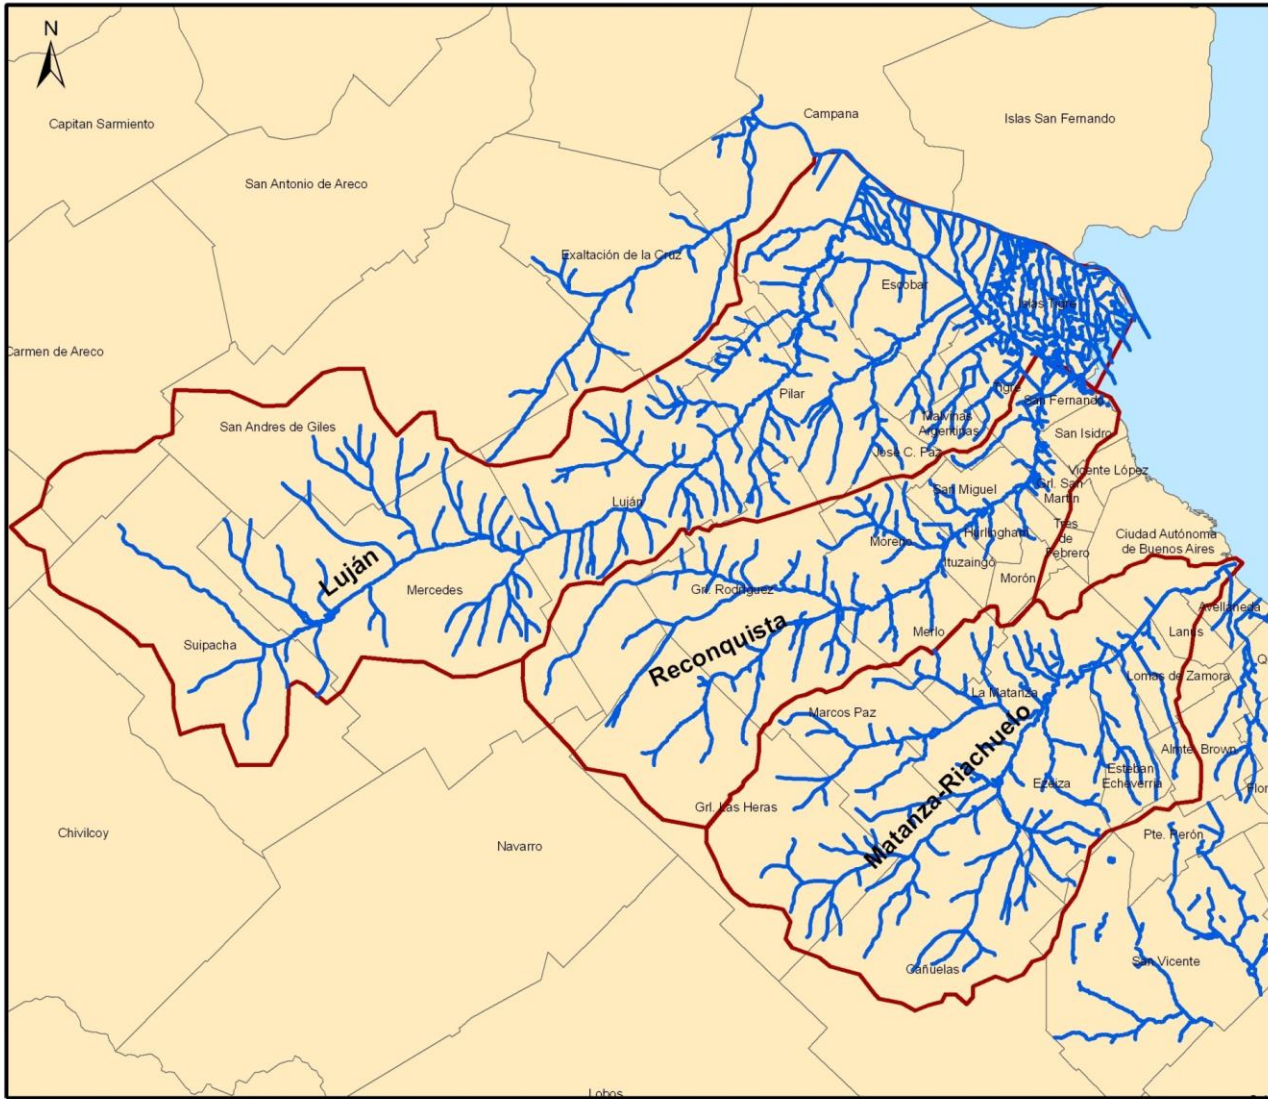 N
Campana
Islas San Fernando
Capitan Sarmiento
San Antonio de Areco
Exaltación de la Cruz
Escobar
Islas Tigre
Carmen de Areco
Pilar
Tigre
San Fernando
San Andres de Giles
Malvinas
Argentinas
San Isidro
José C. Paz
Vicente López
San Miguel
Grl. San
Martín
Luján
Tres
de
Febrero
Hurlingham
Ciudad Autónoma
de Buenos Aires
Moreno
Ituzaingó
Luján
Morón
Mercedes
Grl. Rodríguez
Avellaneda
Suipacha
Reconquista
Merlo
Lanús
Lomas de Zamora
La Matanza
Marcos Paz
Almte. Brown
Matanza-Riachuelo
Ezeiza
Esteban
Echeverría
Grl. Las Heras
Chivilcoy
Navarro
Pte. Perón
Cañuelas
San Vicente
Lobos